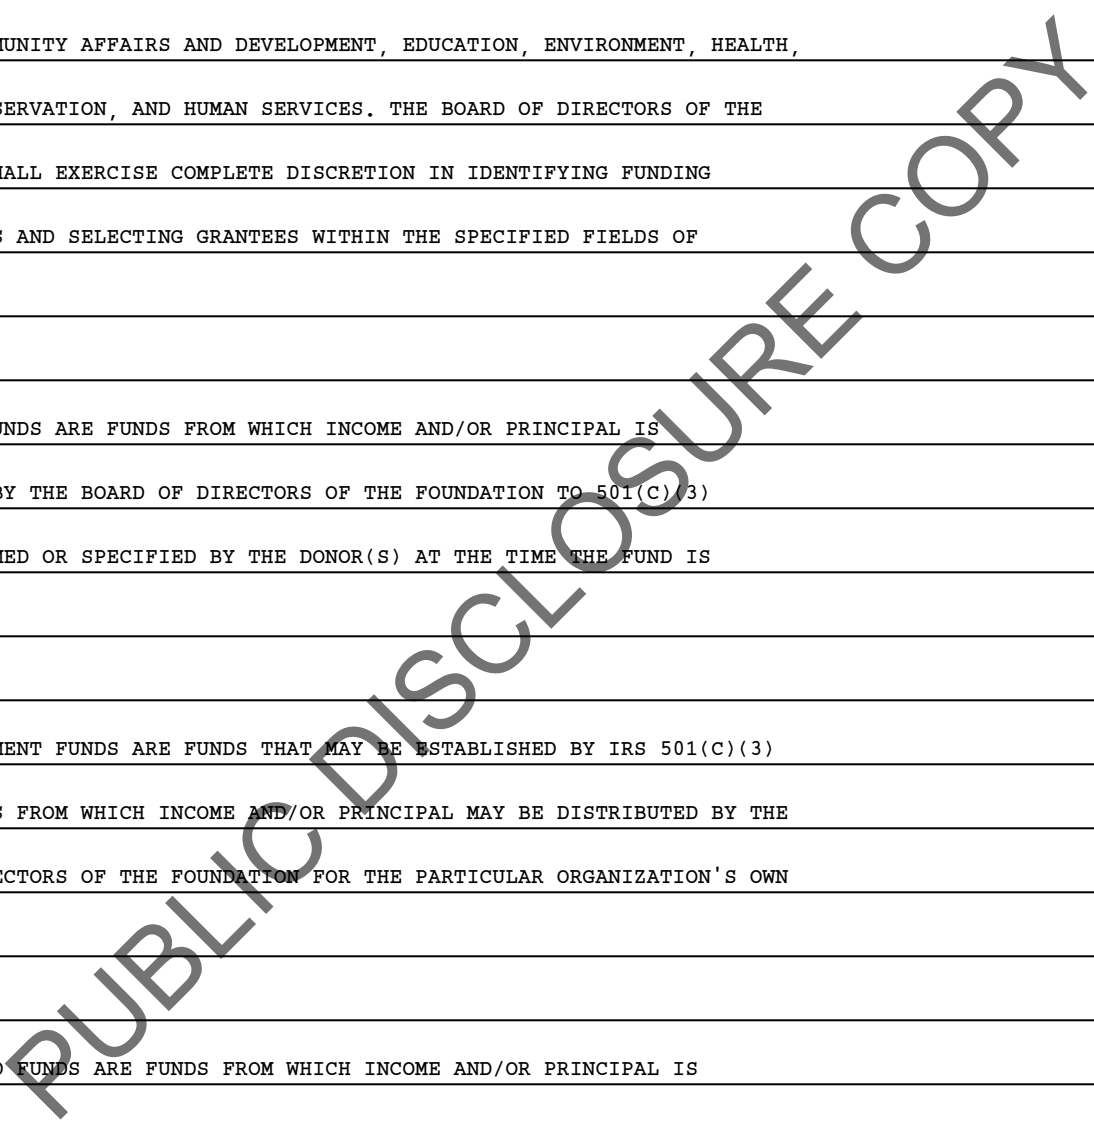 MUNITY AFFAIRS AND DEVELOPMENT, EDUCATION, ENVIRONMENT, HEALTH,
SERVATION, AND HUMAN SERVICES. THE BOARD OF DIRECTORS OF THE
HALL EXERCISE COMPLETE DISCRETION IN IDENTIFYING FUNDING
S AND SELECTING GRANTEES WITHIN THE SPECIFIED FIELDS OF
UNDS ARE FUNDS FROM WHICH INCOME AND/OR PRINCIPAL IS
BY THE BOARD OF DIRECTORS OF THE FOUNDATION TO 501(C)(3)
MED OR SPECIFIED BY THE DONOR(S) AT THE TIME THE FUND IS
MENT FUNDS ARE FUNDS THAT MAY BE ESTABLISHED BY IRS 501(C)(3)
S FROM WHICH INCOME AND/OR PRINCIPAL MAY BE DISTRIBUTED BY THE
ECTORS OF THE FOUNDATION FOR THE PARTICULAR ORGANIZATION'S OWN
D FUNDS ARE FUNDS FROM WHICH INCOME AND/OR PRINCIPAL IS
PUBLIC DISCLOSURE COPY